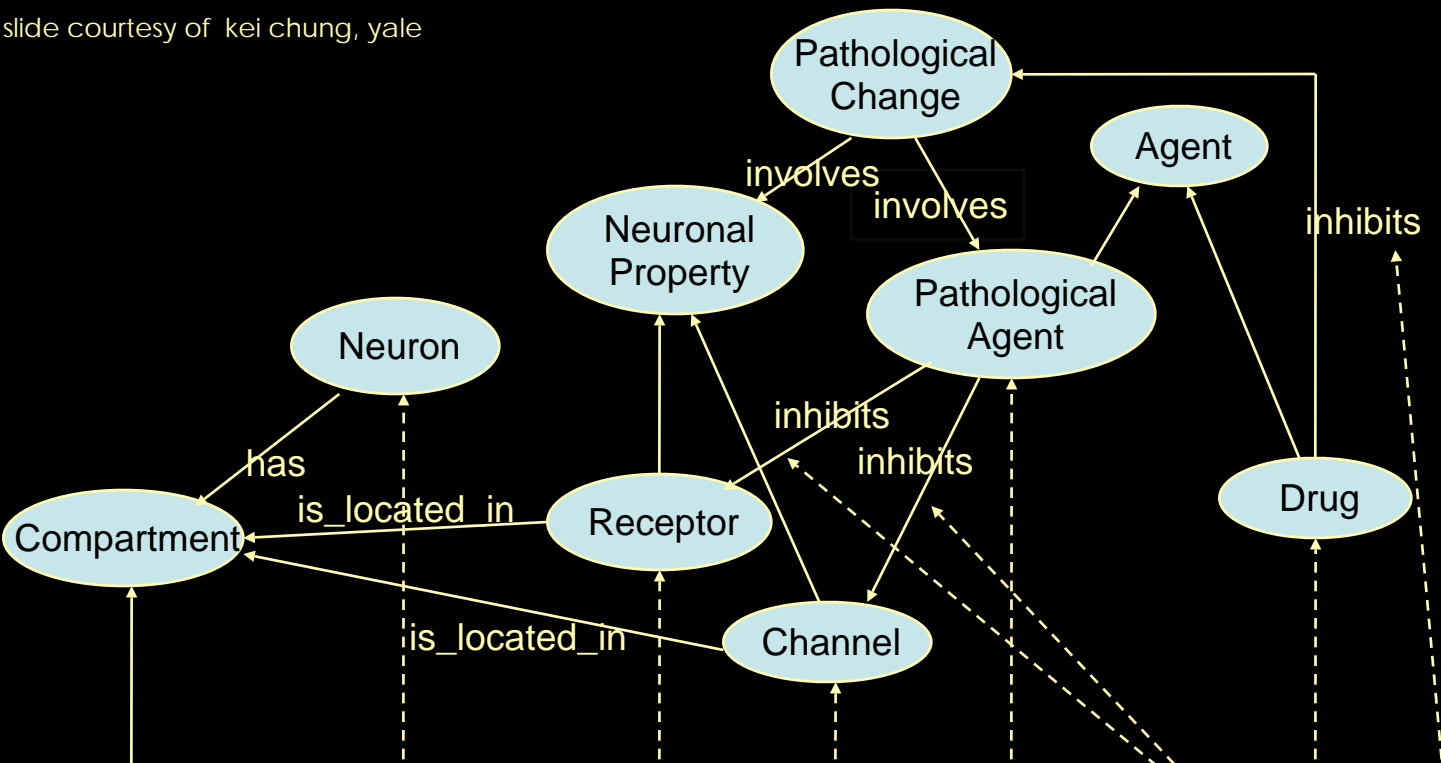 slide courtesy of kei chung, yale
Pathological
Change
Agent
involves
involves
inhibits
Neuronal
Property
Pathological
Agent
Neuron
inhibits
inhibits
has
is_located_in
Receptor
Drug
Compartment
is_located_in
Channel